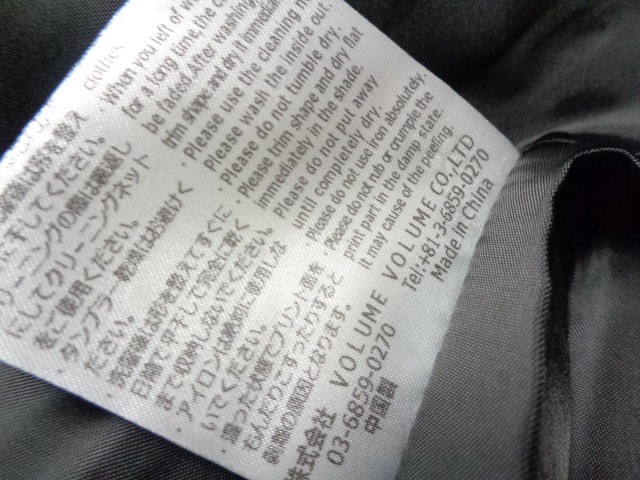 clothes
When you left of w
for a long time, the c
be faded. After washing
trim shape and dry it immediat
· Please use the cleaning n
· Please wash the inside out.
· Please do not tumble dry.
· Please trim shape and dry flat
immediately in the shade.
· Please do not put away
until completely dry.
· Please do not use iron absolutely.
· Please do not rub or crumple the
print part in the damp state.
It may cause of the peeling.
VOLUME CO.,LTD
Tel:+81-3-6859-0270
Made in China
干してください。
リーニングの際は裏返し
にしてクリーニングネット
をご使用ください。
・タンブラー乾燥はお避けく
ださい。
・洗濯後は形を整えてすぐに
日陰で平干しで完全に乾く
まで収納しないでください。
・アイロンは絶対に使用しな
いでください。
・湿った状態でプリント部を
もんだりこすったりすると
剥離の原因となります。
株式会社 VOLUME
03-6859-0270
中国製